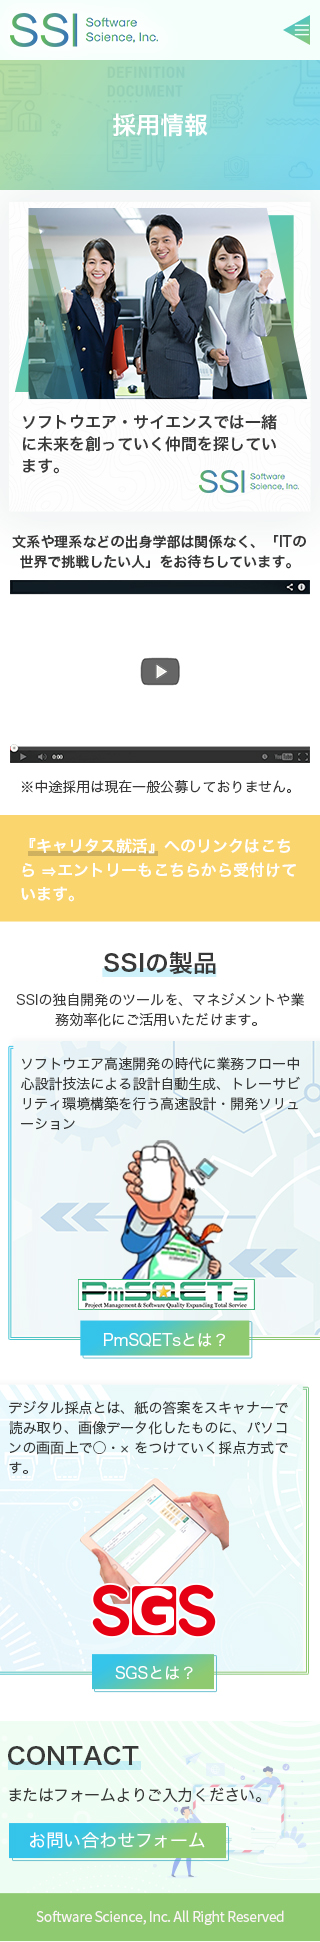 SSI Software
Science, Inc.
DEFINITION
DOCUMENT
採用情報
ソフトウエア・サイエンスでは一緒
に未来を創っていく仲間を探してい
ます。
SSI Software
Science, Inc.
文系や理系などの出身学部は関係なく、「ITの
世界で挑戦したい人」をお待ちしています。
0:00
YouTube
※中途採用は現在一般公募しておりません。
『キャリタス就活』へのリンクはこち
ら ⇒エントリーもこちらから受付けて
います。
SSIの製品
SSIの独自開発のツールを、マネジメントや業
務効率化にご活用いただけます。
ソフトウエア高速開発の時代に業務フロー中
心設計技法による設計自動生成、トレーサビ
リティ環境構築を行う高速設計・開発ソリュ
ーション
PmSQETs
Project Management & Software Quality Expanding Total Service
PmSQETsとは？
デジタル採点とは、紙の答案をスキャナーで
読み取り、画像データ化したものに、パソコ
ンの画面上で〇・× をつけていく採点方式で
す。
SGS
SGSとは？
CONTACT
またはフォームよりご入力ください。
お問い合わせフォーム
Software Science, Inc. All Right Reserved